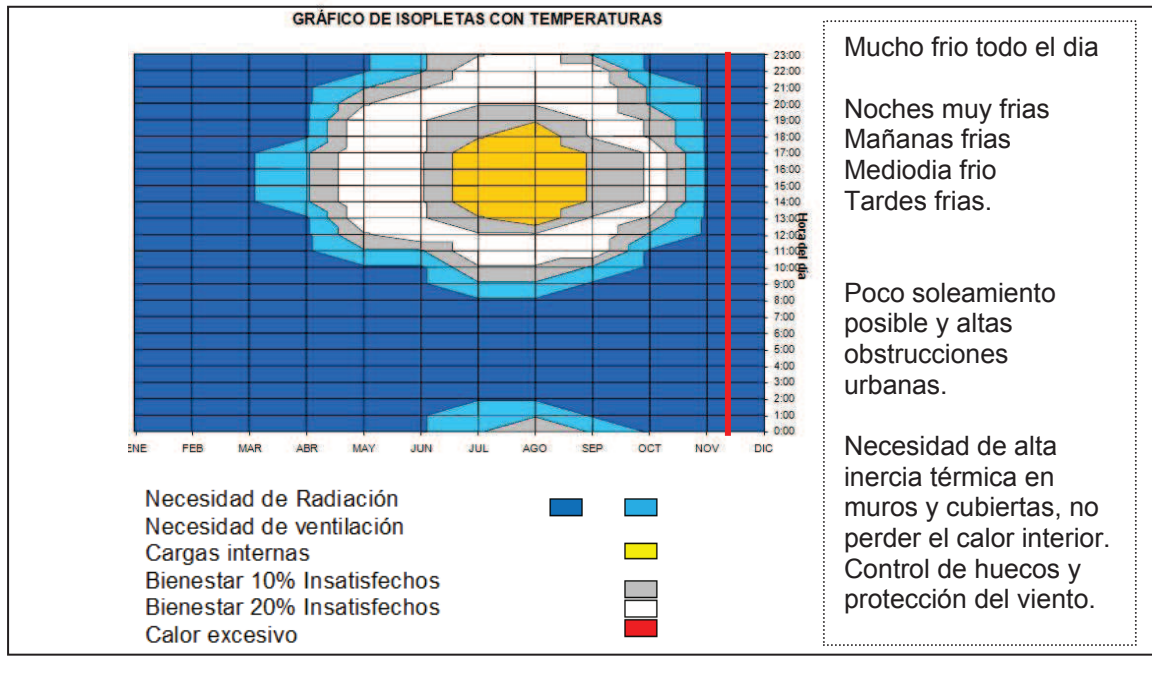 GRÁFICO DE ISOPLETAS CON TEMPERATURAS
23:00
22:00
21:00
20:00
19:00
18:00
17:00
16:00
15:00
14:00
13:00
12:00
11:00
10:00
9:00
8:00
7:00
6:00
5:00
4:00
3:00
2:00
1:00
0:00
Hora del dia
ENE FEB MAR ABR MAY JUN JUL AGO SEP OCT NOV DIC
Necesidad de Radiación
Necesidad de ventilación
Cargas internas
Bienestar 10% Insatisfechos
Bienestar 20% Insatisfechos
Calor excesivo
Mucho frio todo el dia
Noches muy frias
Mañanas frias
Mediodia frio
Tardes frias.
Poco soleamiento
posible y altas
obstrucciones
urbanas.
Necesidad de alta
inercia térmica en
muros y cubiertas, no
perder el calor interior.
Control de huecos y
protección del viento.